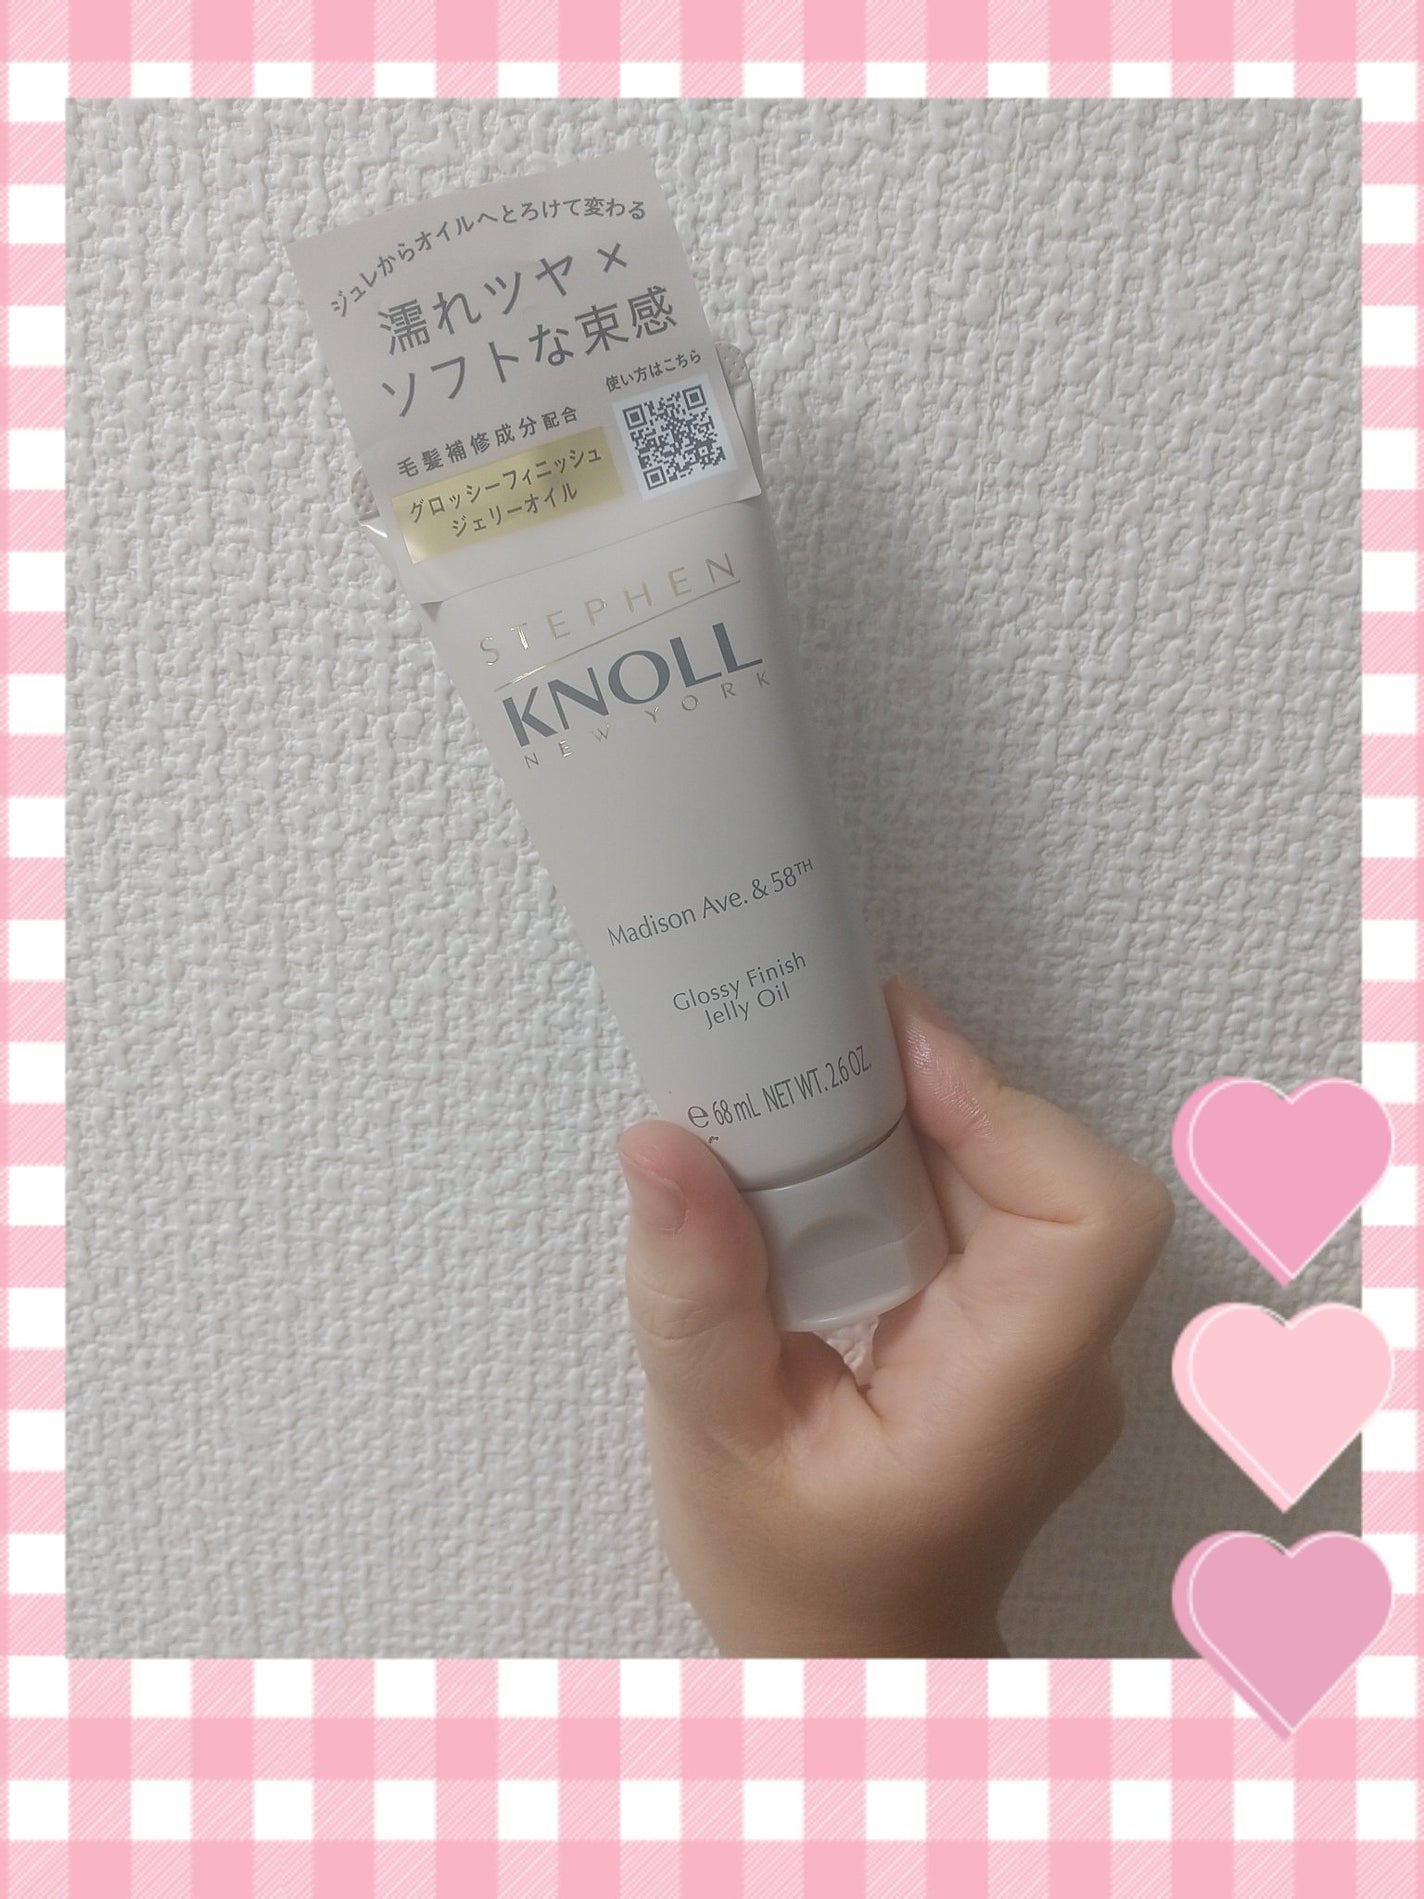 ジュレからオイルへとろけて変わる
濡れツヤ×
ソフトな束感
使い方はこちら
毛髪補修成分配合
グロッシーフィニッシュ
ジェリーオイル
STEPHEN
KNOLL
NEW YORK
Madison Ave. & 58TH
Glossy Finish
Jelly Oil
e 68 mL NET WT. 2.6 OZ.